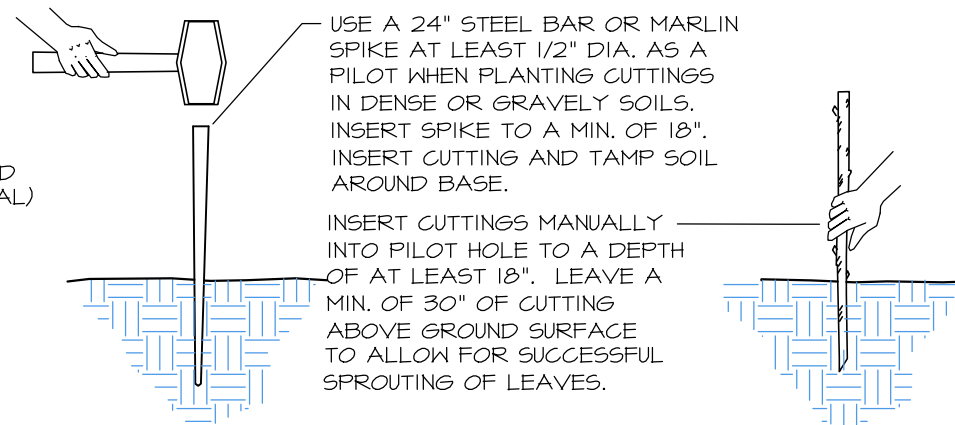 USE A 24" STEEL BAR OR MARLIN
SPIKE AT LEAST 1/2" DIA. AS A
PILOT WHEN PLANTING CUTTINGS
IN DENSE OR GRAVELY SOILS.
INSERT SPIKE TO A MIN. OF 18".
INSERT CUTTING AND TAMP SOIL
AROUND BASE.
INSERT CUTTINGS MANUALLY
INTO PILOT HOLE TO A DEPTH
OF AT LEAST 18". LEAVE A
MIN. OF 30" OF CUTTING
ABOVE GROUND SURFACE
TO ALLOW FOR SUCCESSFUL
SPROUTING OF LEAVES.